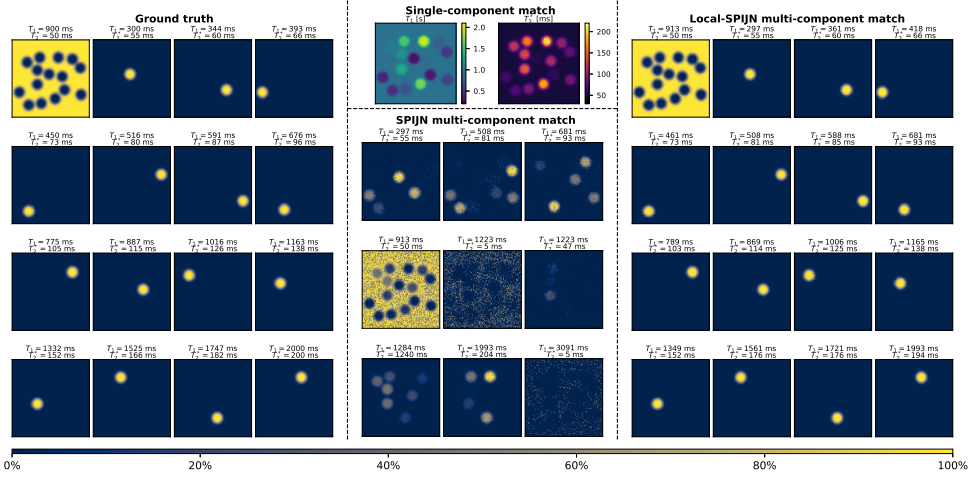 Ground truth
Single-component match
Local-SPIJN multi-component match
T₁ [s]
T₂ [ms]
T₁ = 900 ms
T₂ = 50 ms
T₁ = 300 ms
T₂ = 55 ms
T₁ = 344 ms
T₂ = 60 ms
T₁ = 393 ms
T₂ = 66 ms
2.0
1.5
1.0
0.5
200
150
100
50
T₁ = 913 ms
T₂ = 50 ms
T₁ = 297 ms
T₂ = 55 ms
T₁ = 361 ms
T₂ = 60 ms
T₁ = 418 ms
T₂ = 66 ms
SPIJN multi-component match
T₁ = 450 ms
T₂ = 73 ms
T₁ = 516 ms
T₂ = 80 ms
T₁ = 591 ms
T₂ = 87 ms
T₁ = 676 ms
T₂ = 96 ms
T₁ = 297 ms
T₂ = 55 ms
T₁ = 508 ms
T₂ = 81 ms
T₁ = 681 ms
T₂ = 93 ms
T₁ = 461 ms
T₂ = 73 ms
T₁ = 508 ms
T₂ = 81 ms
T₁ = 588 ms
T₂ = 85 ms
T₁ = 681 ms
T₂ = 93 ms
T₁ = 775 ms
T₂ = 105 ms
T₁ = 887 ms
T₂ = 115 ms
T₁ = 1016 ms
T₂ = 126 ms
T₁ = 1163 ms
T₂ = 138 ms
T₁ = 913 ms
T₂ = 50 ms
T₁ = 1223 ms
T₂ = 5 ms
T₁ = 1223 ms
T₂ = 47 ms
T₁ = 789 ms
T₂ = 103 ms
T₁ = 869 ms
T₂ = 114 ms
T₁ = 1006 ms
T₂ = 125 ms
T₁ = 1165 ms
T₂ = 138 ms
T₁ = 1332 ms
T₂ = 152 ms
T₁ = 1525 ms
T₂ = 166 ms
T₁ = 1747 ms
T₂ = 182 ms
T₁ = 2000 ms
T₂ = 200 ms
T₁ = 1284 ms
T₂ = 1240 ms
T₁ = 1993 ms
T₂ = 204 ms
T₁ = 3091 ms
T₂ = 5 ms
T₁ = 1349 ms
T₂ = 152 ms
T₁ = 1561 ms
T₂ = 176 ms
T₁ = 1721 ms
T₂ = 176 ms
T₁ = 1993 ms
T₂ = 194 ms
0%
20%
40%
60%
80%
100%